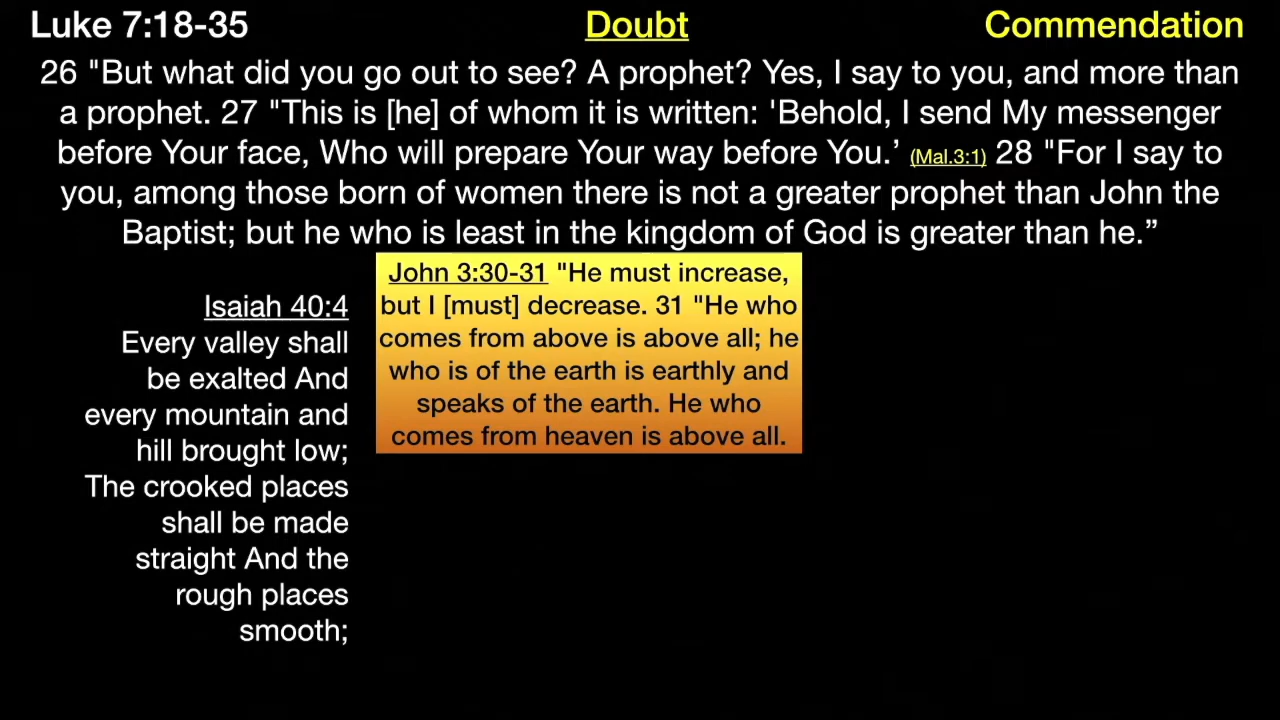 Luke 7:18-35 Doubt Commendation
26 "But what did you go out to see? A prophet? Yes, I say to you, and more than
a prophet. 27 "This is [he] of whom it is written: 'Behold, I send My messenger
before Your face, Who will prepare Your way before You.’ (Mal.3:1) 28 "For I say to
you, among those born of women there is not a greater prophet than John the
Baptist; but he who is least in the kingdom of God is greater than he.”
Isaiah 40:4
Every valley shall
be exalted And
every mountain and
hill brought low;
The crooked places
shall be made
straight And the
rough places
smooth;
John 3:30-31 "He must increase,
but I [must] decrease. 31 "He who
comes from above is above all; he
who is of the earth is earthly and
speaks of the earth. He who
comes from heaven is above all.